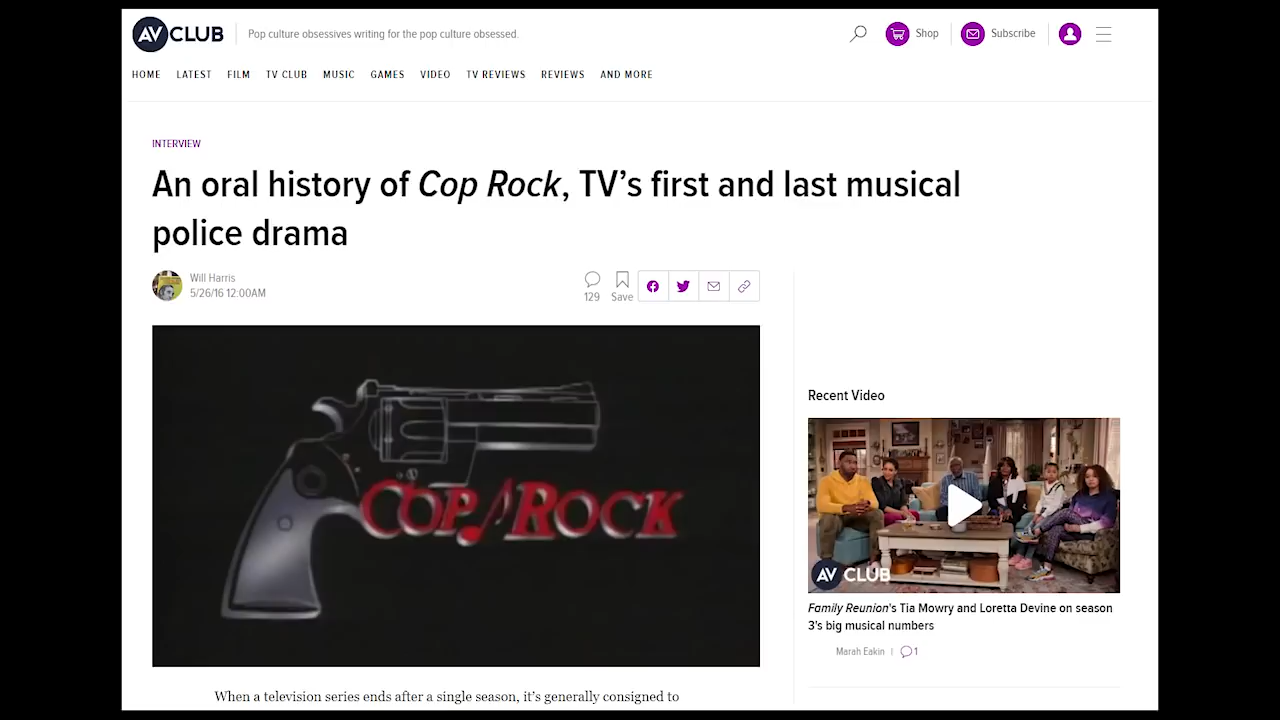 AV CLUB
Pop culture obsessives writing for the pop culture obsessed.
Shop
Subscribe
HOME LATEST FILM TV CLUB MUSIC GAMES VIDEO TV REVIEWS REVIEWS AND MORE
INTERVIEW
An oral history of Cop Rock, TV’s first and last musical
police drama
Will Harris
5/26/16 12:00AM
129
Save
COP ROCK
When a television series ends after a single season, it’s generally consigned to
Recent Video
AV CLUB
Family Reunion's Tia Mowry and Loretta Devine on season
3's big musical numbers
Marah Eakin | 1